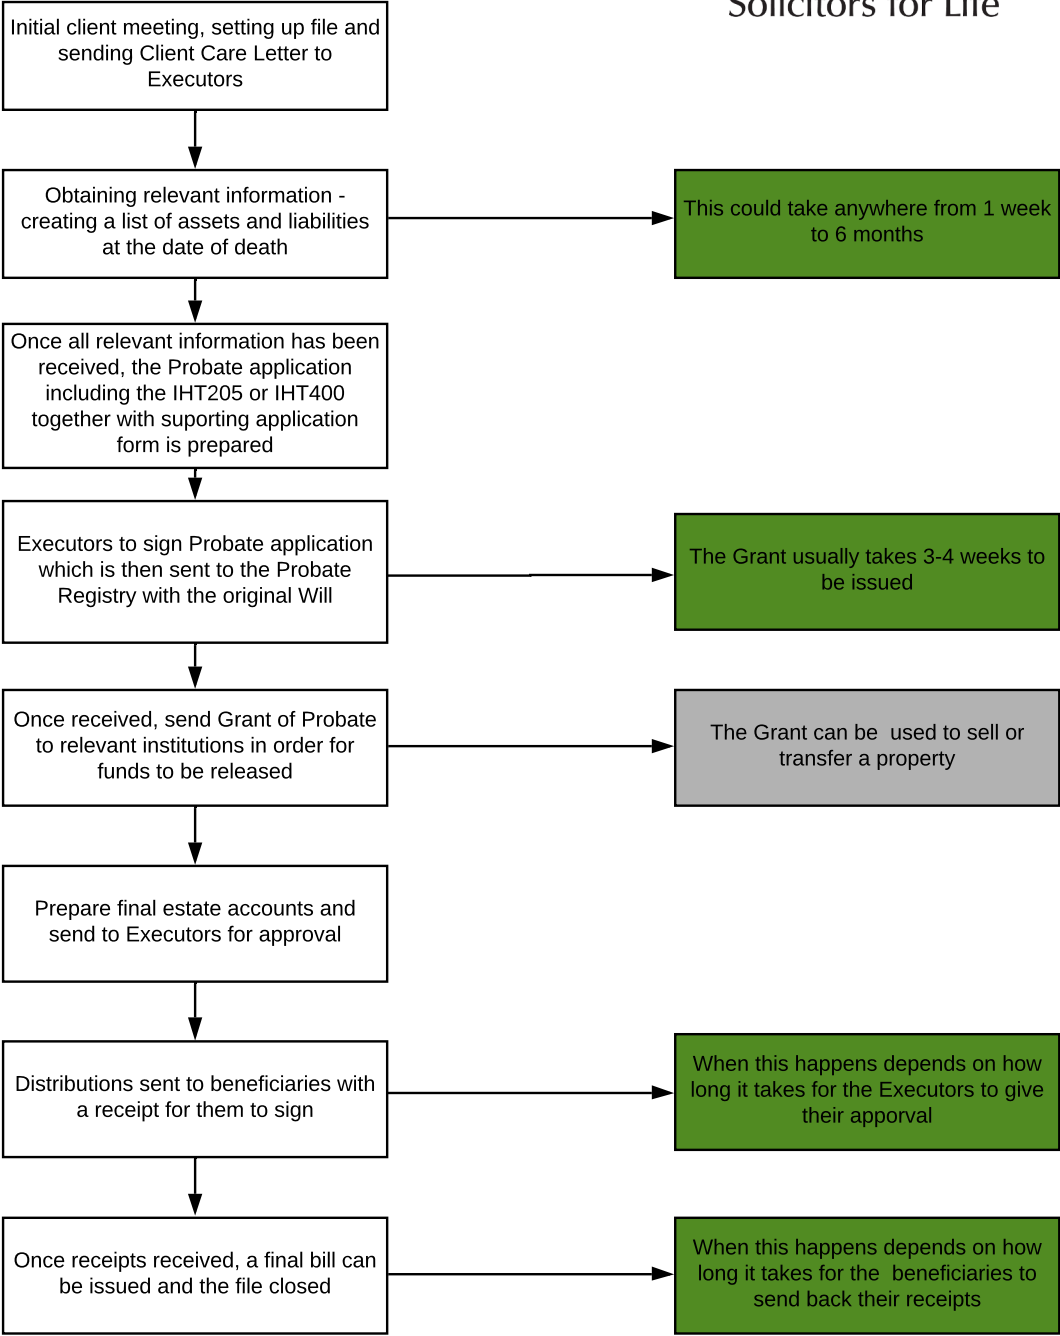 Solicitors for Life
Initial client meeting, setting up file and
sending Client Care Letter to
Executors
Obtaining relevant information -
creating a list of assets and liabilities
at the date of death
This could take anywhere from 1 week
to 6 months
Once all relevant information has been
received, the Probate application
including the IHT205 or IHT400
together with suporting application
form is prepared
Executors to sign Probate application
which is then sent to the Probate
Registry with the original Will
The Grant usually takes 3-4 weeks to
be issued
Once received, send Grant of Probate
to relevant institutions in order for
funds to be released
The Grant can be  used to sell or
transfer a property
Prepare final estate accounts and
send to Executors for approval
Distributions sent to beneficiaries with
a receipt for them to sign
When this happens depends on how
long it takes for the Executors to give
their apporval
Once receipts received, a final bill can
be issued and the file closed
When this happens depends on how
long it takes for the  beneficiaries to
send back their receipts